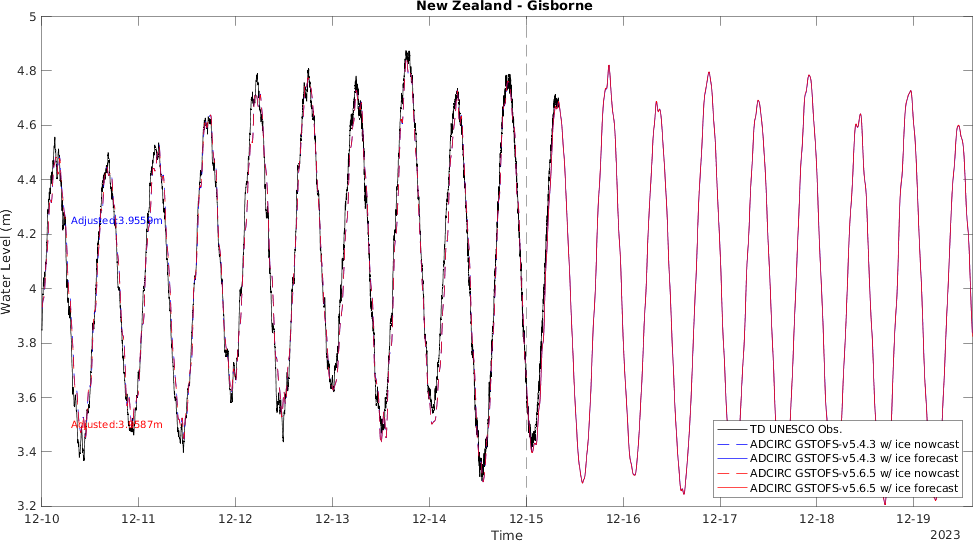 New Zealand - Gisborne
Water Level (m)
5
4.8
4.6
4.4
4.2
4
3.8
3.6
3.4
3.2
TD UNESCO Obs.
ADCIRC GSTOFS-v5.4.3 w/ ice nowcast
ADCIRC GSTOFS-v5.4.3 w/ ice forecast
ADCIRC GSTOFS-v5.6.5 w/ ice nowcast
ADCIRC GSTOFS-v5.6.5 w/ ice forecast
12-10 12-11 12-12 12-13 12-14 12-15 12-16 12-17 12-18 12-19
Time
2023